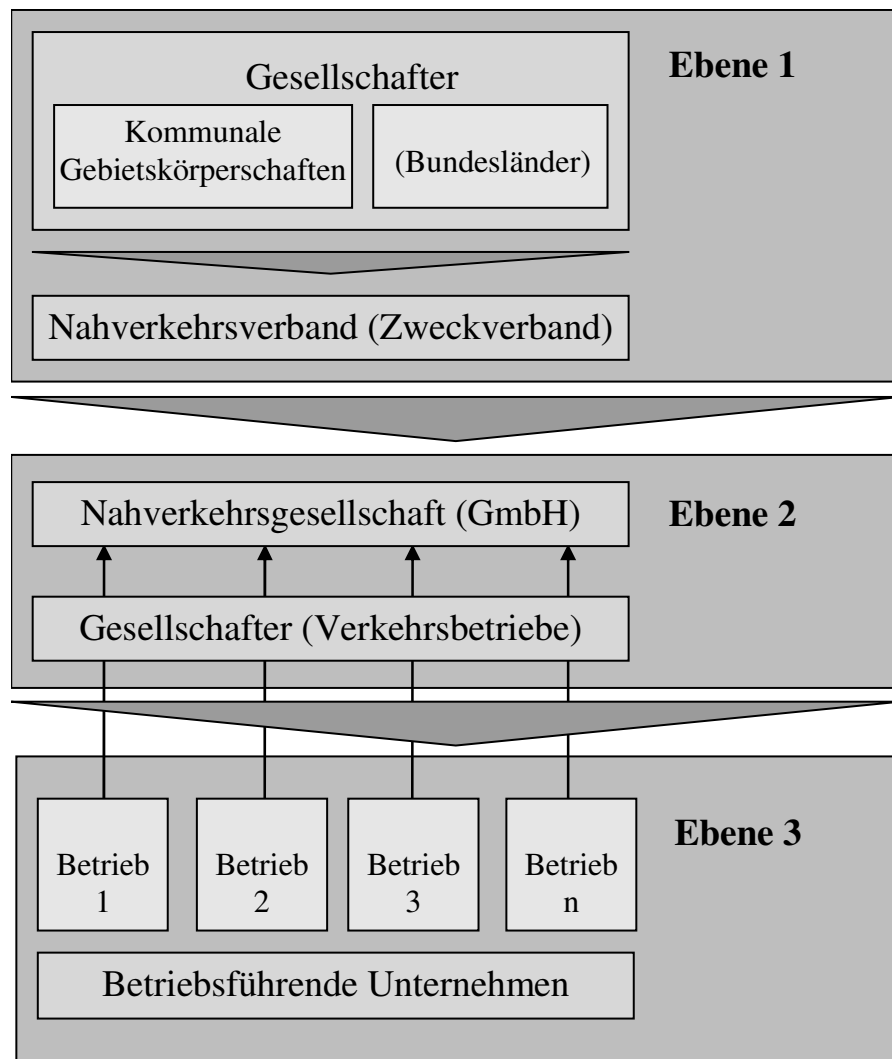 Ebene 1
Gesellschafter
Kommunale
Gebietskörperschaften
(Bundesländer)
Nahverkehrsverband (Zweckverband)
Nahverkehrsgesellschaft (GmbH)
Ebene 2
Gesellschafter (Verkehrsbetriebe)
Ebene 3
Betrieb
1
Betrieb
2
Betrieb
3
Betrieb
n
Betriebsführende Unternehmen